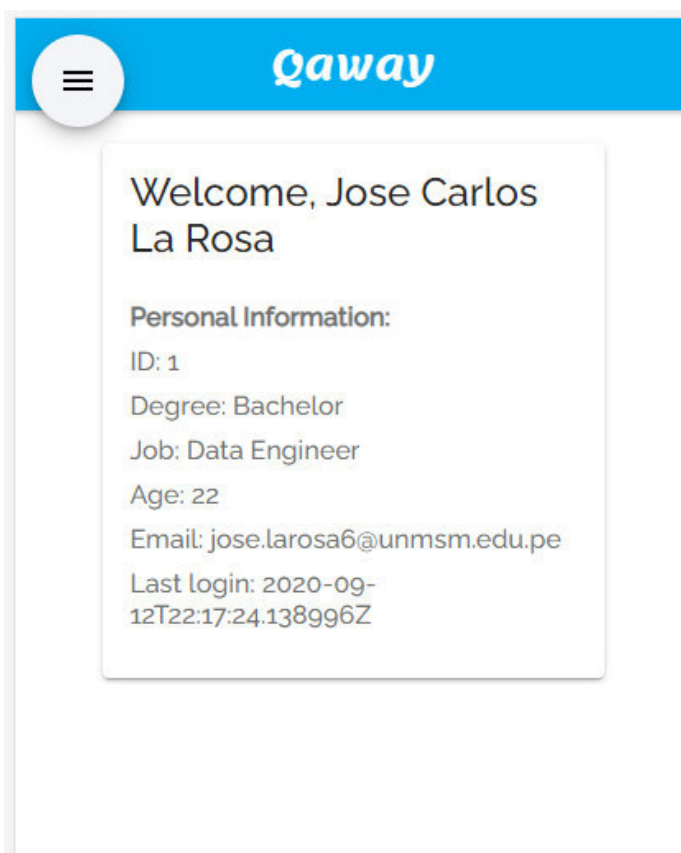 Qaway
Welcome, Jose Carlos
La Rosa
Personal Information:
ID: 1
Degree: Bachelor
Job: Data Engineer
Age: 22
Email: jose.larosa6@unmsm.edu.pe
Last login: 2020-09-
12T22:17:24.138996Z